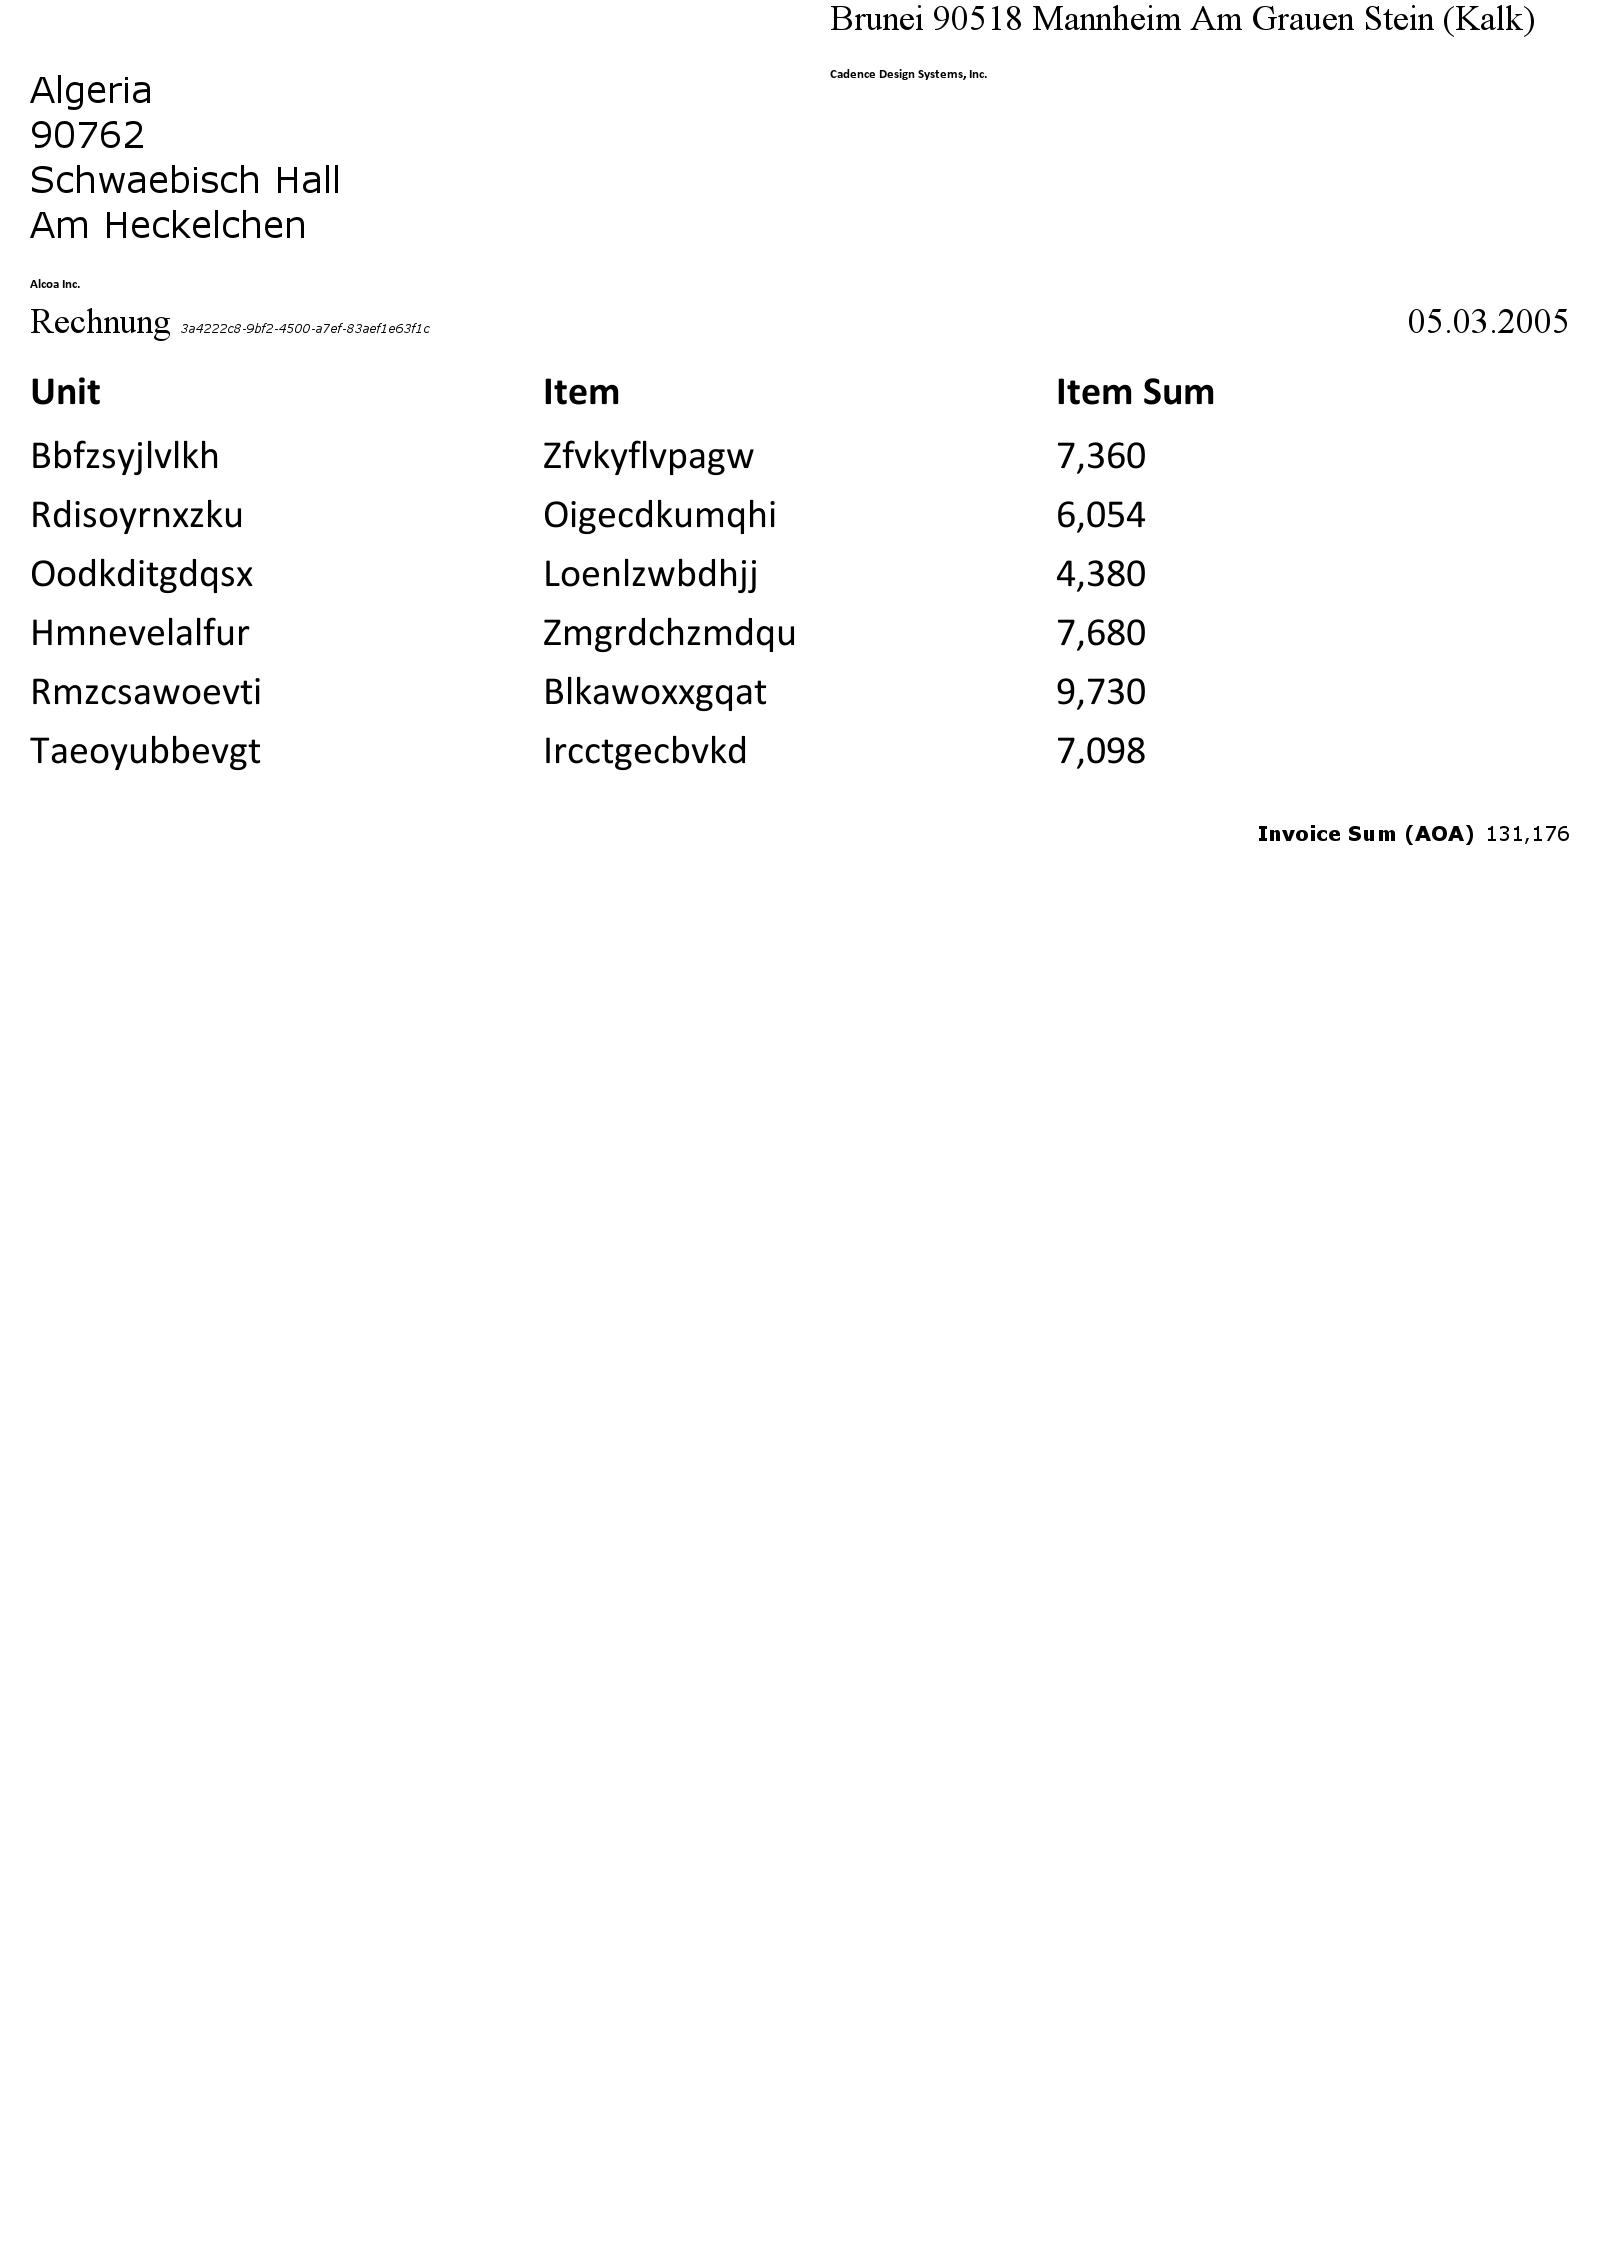 Brunei 90518 Mannheim Am Grauen Stein (Kalk)
Cadence Design Systems, Inc.
Algeria
90762
Schwaebisch Hall
Am Heckelchen
Alcoa Inc.
Rechnung 3a4222c8-9bf2-4500-a7ef-83aef1e63f1c 05.03.2005
Unit Item Item Sum
Bbfzsyjlvlkh Zfvkyflvpagw 7,360
Rdisoyrnxzku Oigecdkumqhi 6,054
Oodkditgdqsx Loenlzwbdhjj 4,380
Hmnevelalfur Zmgrdchzmdqu 7,680
Rmzcsawoevti Blkawoxxgqat 9,730
Taeoyubbevgt Ircctgecbvkd 7,098
Invoice Sum (AOA) 131,176